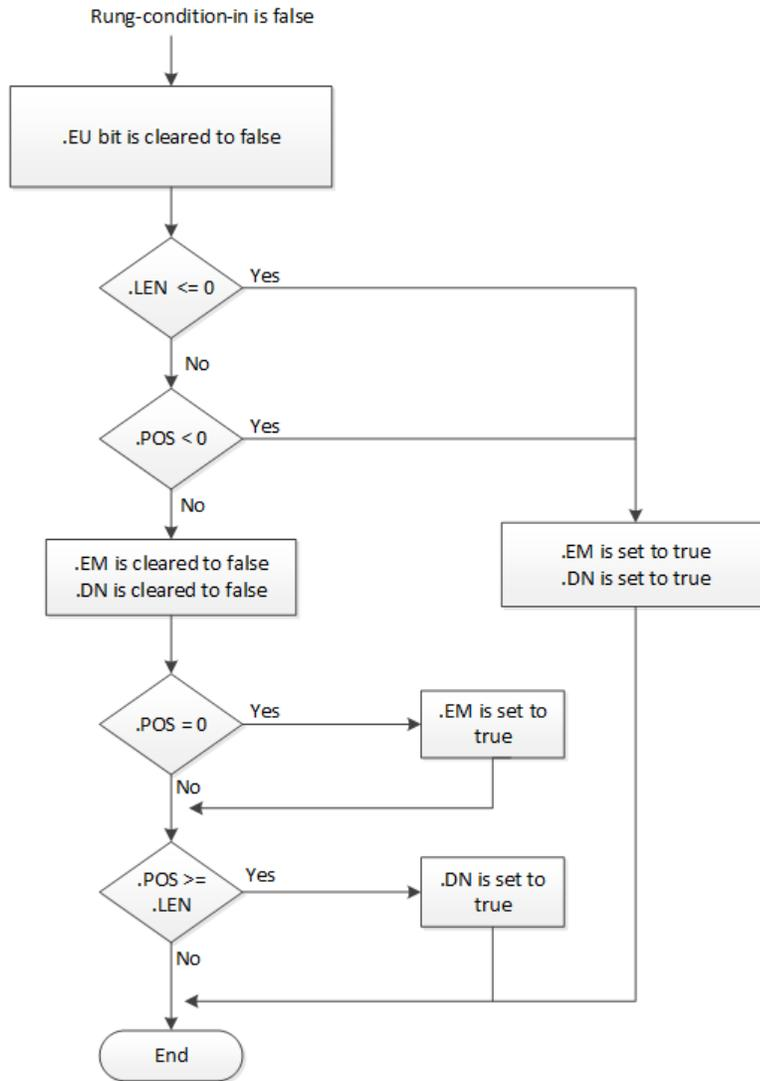 Rung-condition-in is false
.EU bit is cleared to false
.LEN <= 0
Yes
No
.POS < 0
Yes
No
.EM is cleared to false
.DN is cleared to false
.EM is set to true
.DN is set to true
.POS = 0
Yes
.EM is set to
true
No
.POS >=
.LEN
Yes
.DN is set to
true
No
End